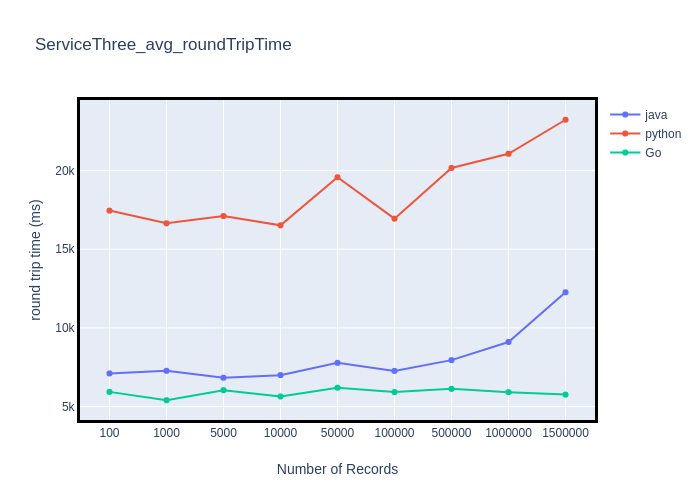 ServiceThree_avg_roundTripTime
java
python
Go
20k
15k
10k
5k
round trip time (ms)
100 1000 5000 10000 50000 100000 500000 1000000 1500000
Number of Records